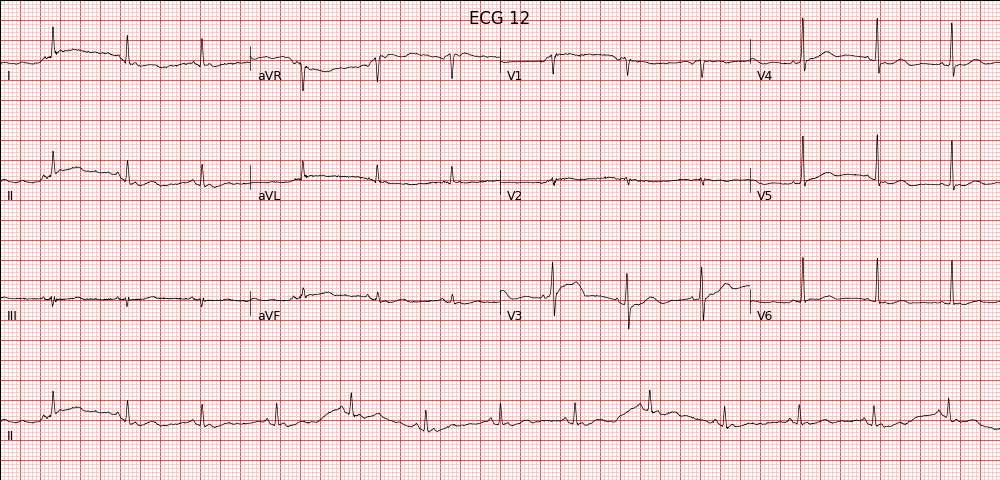 ECG 12
I aVR V1 V4
II aVL V2 V5
III aVF V3 V6
II